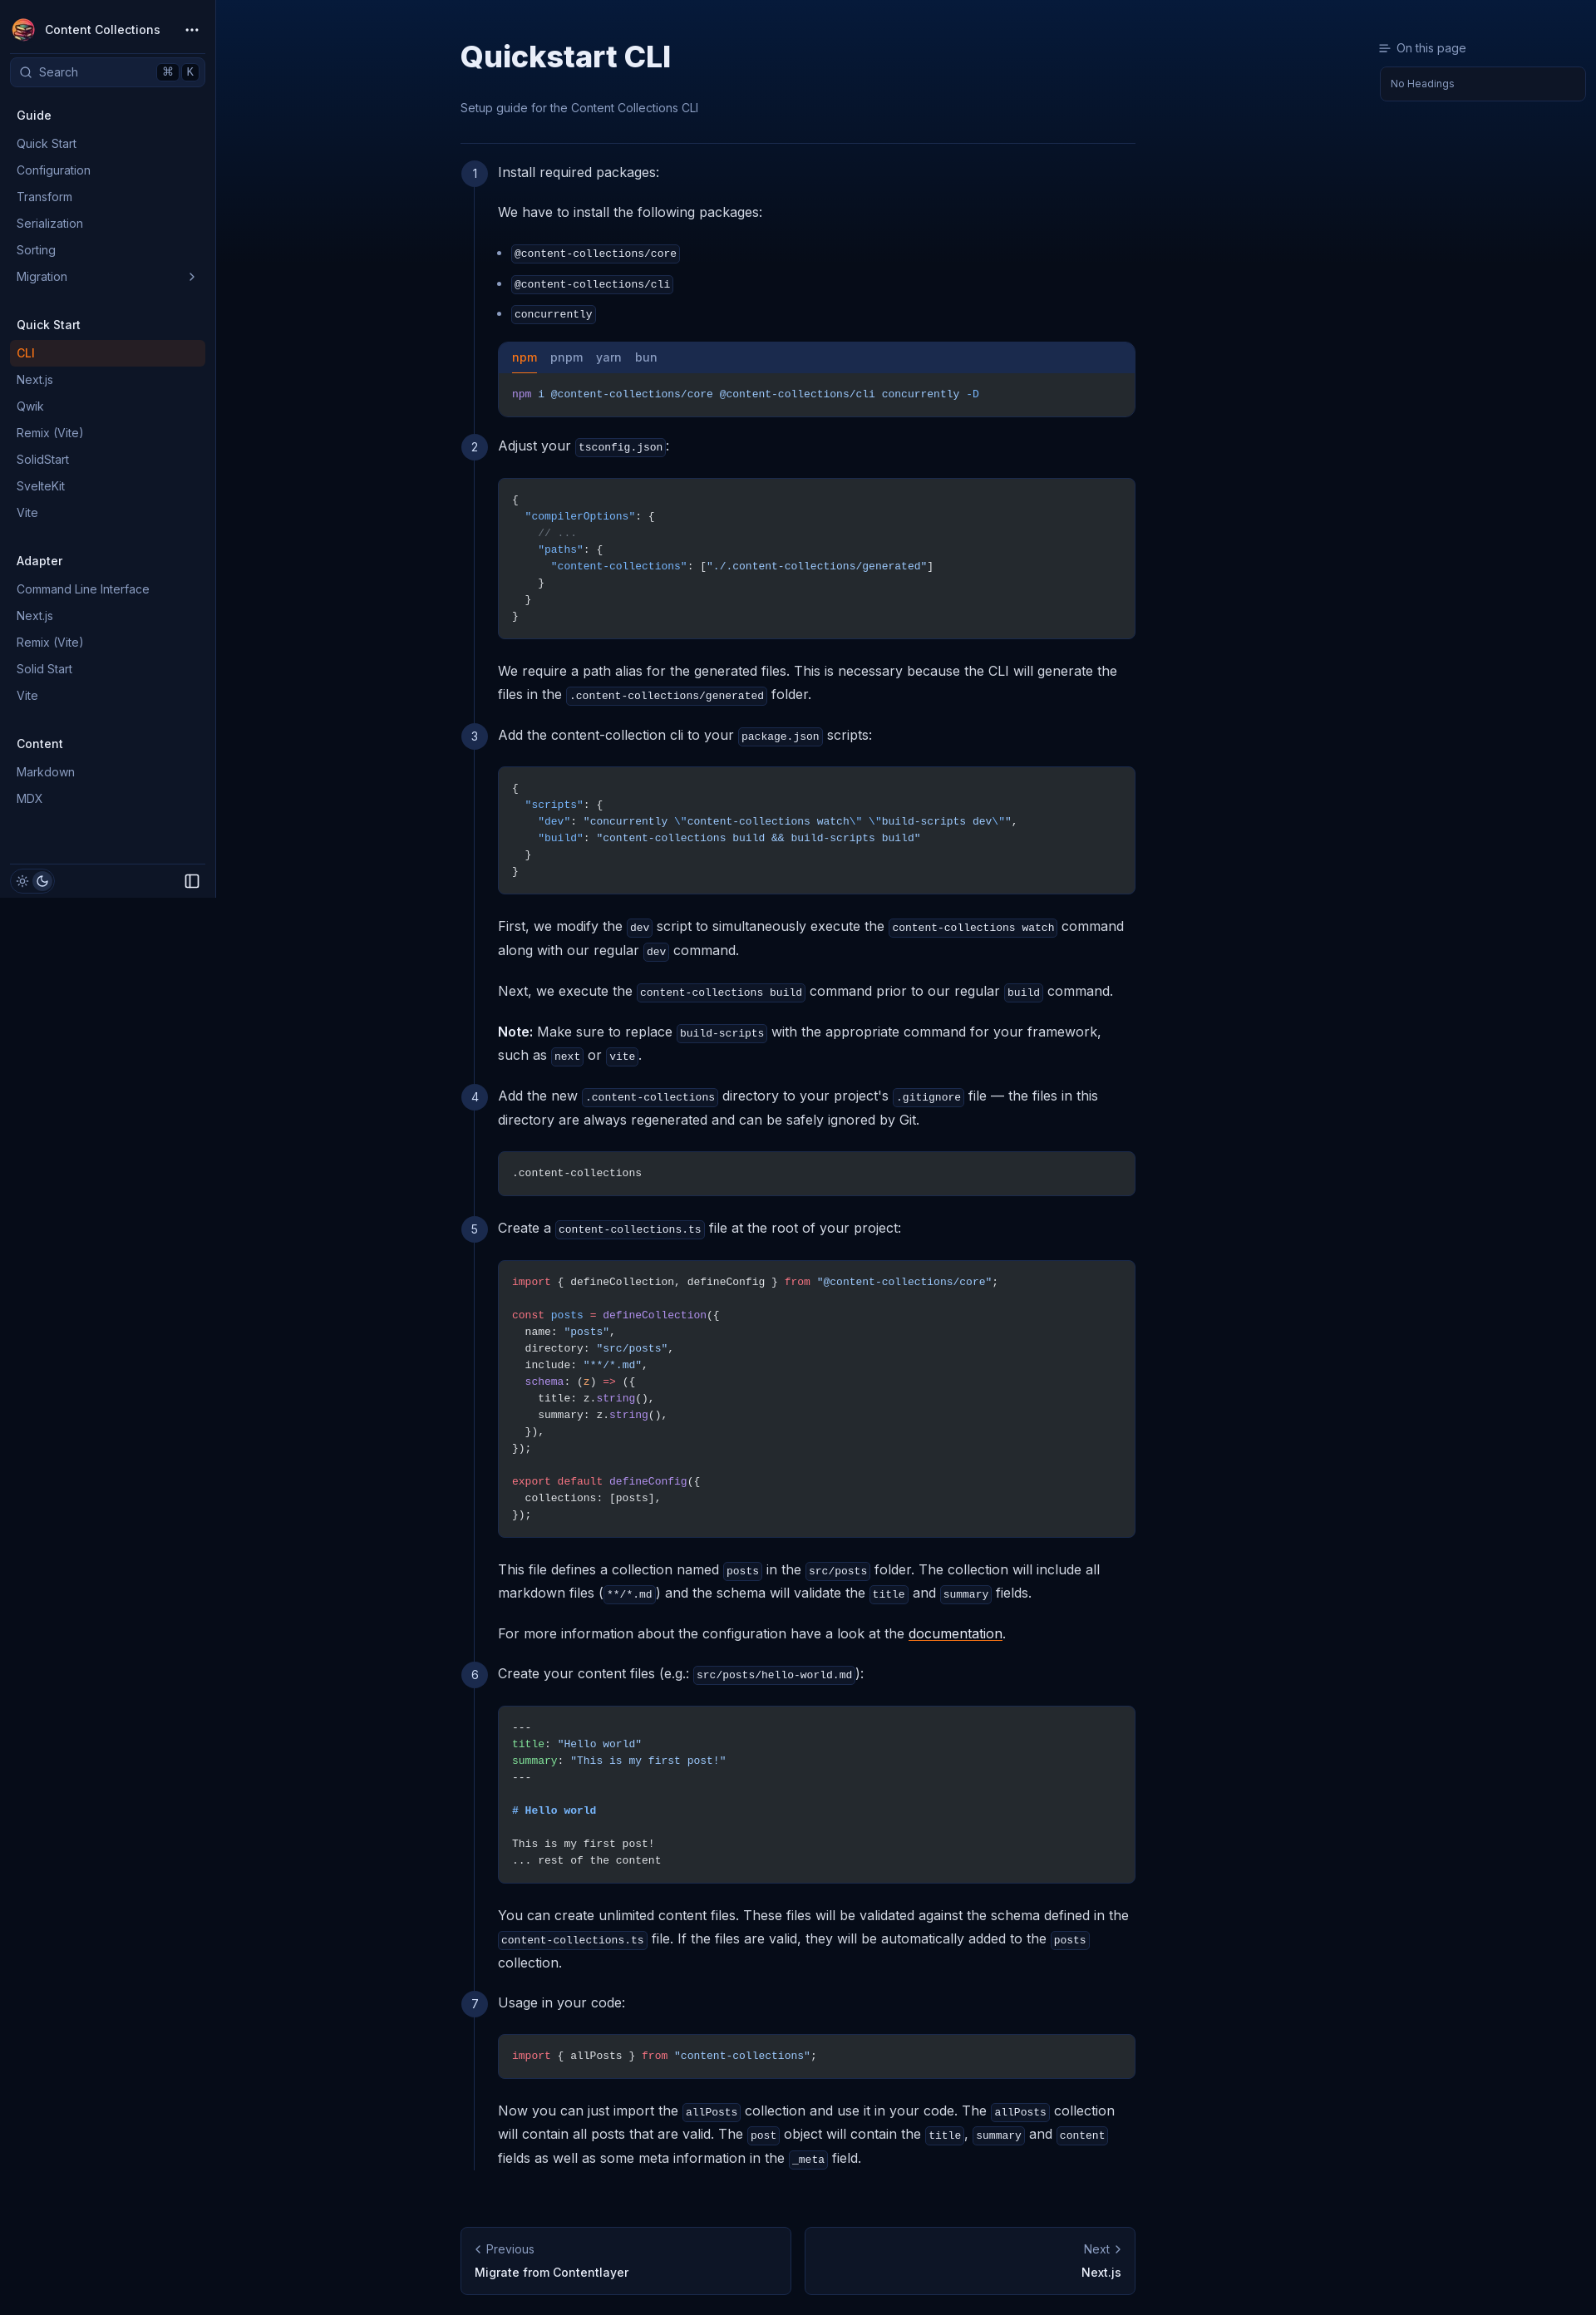 Content Collections
Search ⌘ K
Guide
Quick Start
Configuration
Transform
Serialization
Sorting
Migration
Quick Start
CLI
Next.js
Qwik
Remix (Vite)
SolidStart
SvelteKit
Vite
Adapter
Command Line Interface
Next.js
Remix (Vite)
Solid Start
Vite
Content
Markdown
MDX
Quickstart CLI
Setup guide for the Content Collections CLI
1 Install required packages:
We have to install the following packages:
• @content-collections/core
• @content-collections/cli
• concurrently
npm pnpm yarn bun
npm i @content-collections/core @content-collections/cli concurrently -D
2 Adjust your tsconfig.json:
{
  "compilerOptions": {
    // ...
    "paths": {
      "content-collections": ["./.content-collections/generated"]
    }
  }
}
We require a path alias for the generated files. This is necessary because the CLI will generate the
files in the .content-collections/generated folder.
3 Add the content-collection cli to your package.json scripts:
{
  "scripts": {
    "dev": "concurrently \"content-collections watch\" \"build-scripts dev\"",
    "build": "content-collections build && build-scripts build"
  }
}
First, we modify the dev script to simultaneously execute the content-collections watch command
along with our regular dev command.
Next, we execute the content-collections build command prior to our regular build command.
Note: Make sure to replace build-scripts with the appropriate command for your framework,
such as next or vite.
4 Add the new .content-collections directory to your project's .gitignore file — the files in this
directory are always regenerated and can be safely ignored by Git.
.content-collections
5 Create a content-collections.ts file at the root of your project:
import { defineCollection, defineConfig } from "@content-collections/core";
const posts = defineCollection({
  name: "posts",
  directory: "src/posts",
  include: "**/*.md",
  schema: (z) => ({
    title: z.string(),
    summary: z.string(),
  }),
});
export default defineConfig({
  collections: [posts],
});
This file defines a collection named posts in the src/posts folder. The collection will include all
markdown files (**/*.md) and the schema will validate the title and summary fields.
For more information about the configuration have a look at the documentation.
6 Create your content files (e.g.: src/posts/hello-world.md):
---
title: "Hello world"
summary: "This is my first post!"
---
# Hello world
This is my first post!
... rest of the content
You can create unlimited content files. These files will be validated against the schema defined in the
content-collections.ts file. If the files are valid, they will be automatically added to the posts
collection.
7 Usage in your code:
import { allPosts } from "content-collections";
Now you can just import the allPosts collection and use it in your code. The allPosts collection
will contain all posts that are valid. The post object will contain the title, summary and content
fields as well as some meta information in the _meta field.
Previous
Migrate from Contentlayer
Next
Next.js
On this page
No Headings